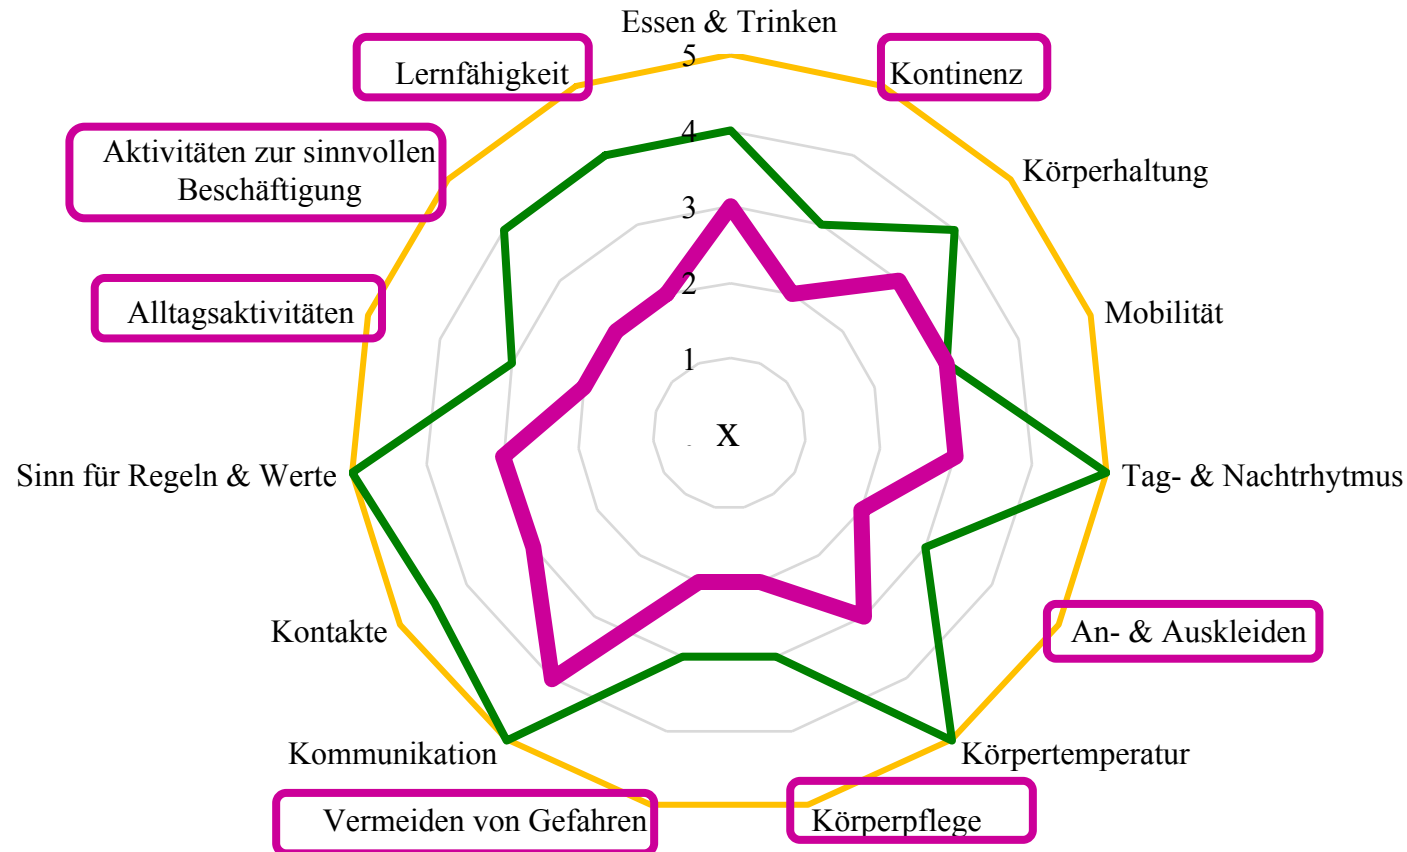 Essen & Trinken
Lernfähigkeit
Kontinenz
Aktivitäten zur sinnvollen
Beschäftigung
Körperhaltung
Alltagsaktivitäten
Mobilität
5
4
3
2
1
-
x
Sinn für Regeln & Werte
Tag- & Nachtrhytmus
Kontakte
An- & Auskleiden
Kommunikation
Körpertemperatur
Vermeiden von Gefahren
Körperpflege